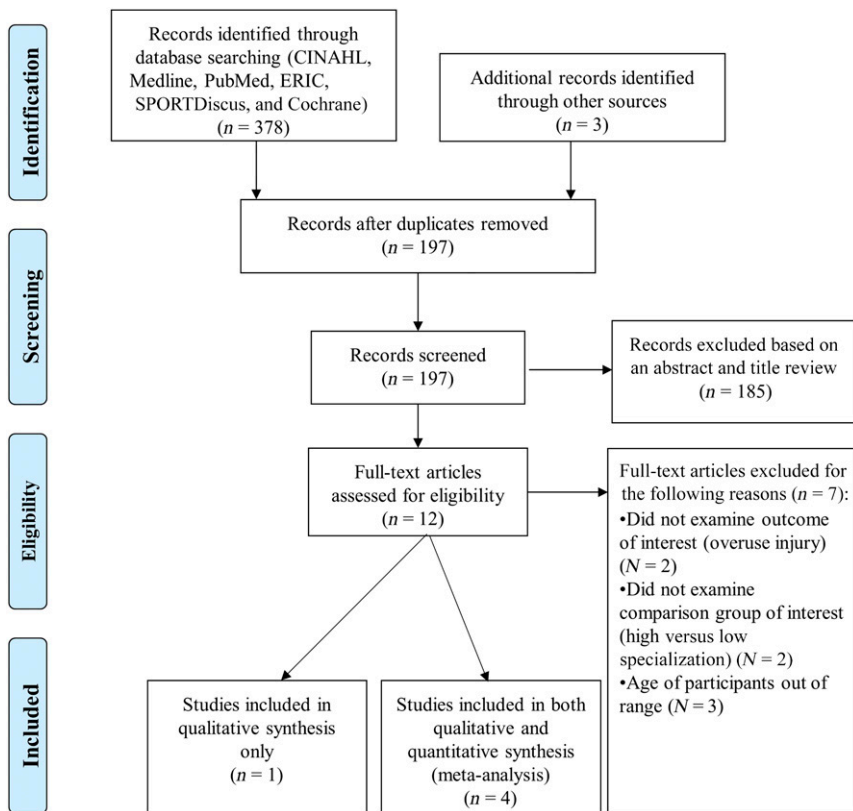 Identification
Records identified through
database searching (CINAHL,
Medline, PubMed, ERIC,
SPORTDiscus, and Cochrane)
(n = 378)
Additional records identified
through other sources
(n = 3)
Records after duplicates removed
(n = 197)
Screening
Records screened
(n = 197)
Records excluded based on
an abstract and title review
(n = 185)
Eligibility
Full-text articles
assessed for eligibility
(n = 12)
Full-text articles excluded for
the following reasons (n = 7):
•Did not examine outcome
of interest (overuse injury)
(N = 2)
•Did not examine
comparison group of interest
(high versus low
specialization) (N = 2)
•Age of participants out of
range (N = 3)
Included
Studies included in
qualitative synthesis
only
(n = 1)
Studies included in both
qualitative and
quantitative synthesis
(meta-analysis)
(n = 4)